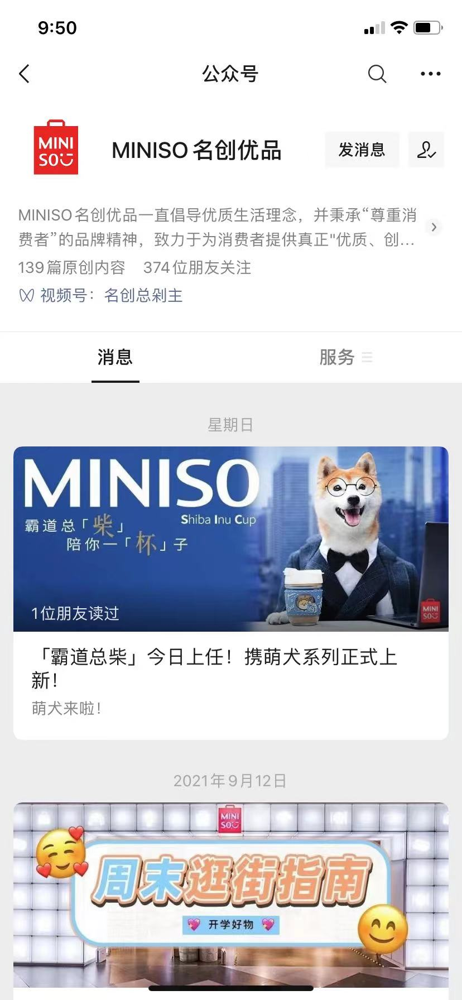 9:50
公众号
MINI
SO
MINISO 名创优品
发消息
MINISO名创优品一直倡导优质生活理念，并秉承“尊重消
费者”的品牌精神，致力于为消费者提供真正"优质、创...
139篇原创内容 374位朋友关注
视频号：名创总剁主
消息
服务
星期日
MINISO
Shiba Inu Cup
霸道总「柴」
陪你一「杯」子
MINI
SO
1位朋友读过
「霸道总柴」今日上任！携萌犬系列正式上
新！
萌犬来啦！
2021年9月12日
MINI
SO
周末逛街指南
开学好物